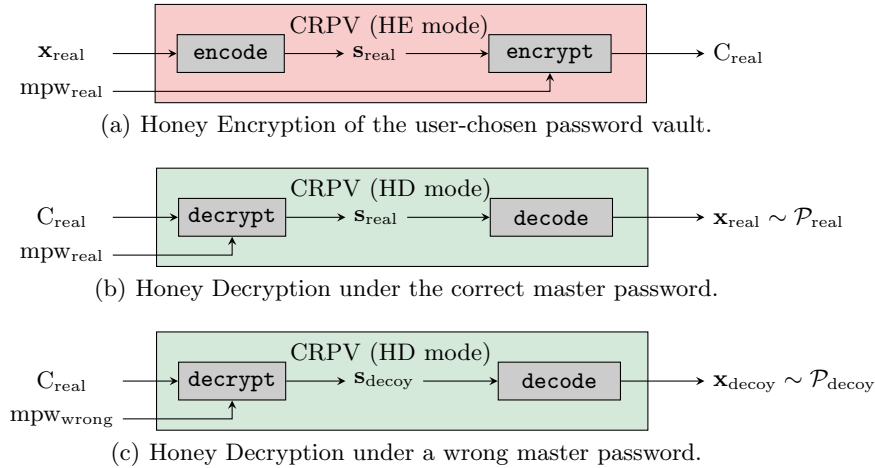 CRPV (HE mode)
x_real encode s_real encrypt C_real
mpw_real
(a) Honey Encryption of the user-chosen password vault.
CRPV (HD mode)
C_real decrypt s_real decode x_real ∼ P_real
mpw_real
(b) Honey Decryption under the correct master password.
CRPV (HD mode)
C_real decrypt s_decoy decode x_decoy ∼ P_decoy
mpw_wrong
(c) Honey Decryption under a wrong master password.